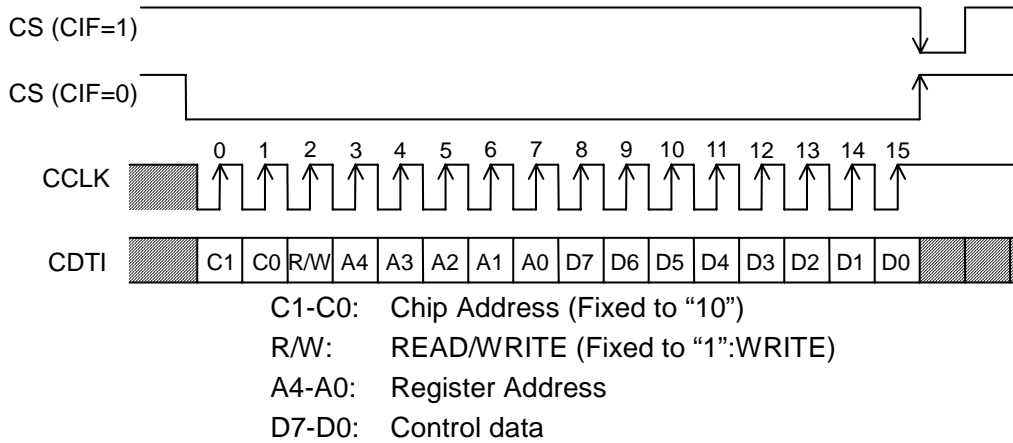 CS (CIF=1)
CS (CIF=0)
0 1 2 3 4 5 6 7 8 9 10 11 12 13 14 15
CCLK
CDTI C1 C0 R/W A4 A3 A2 A1 A0 D7 D6 D5 D4 D3 D2 D1 D0
C1-C0: Chip Address (Fixed to “10”)
R/W: READ/WRITE (Fixed to “1”:WRITE)
A4-A0: Register Address
D7-D0: Control data